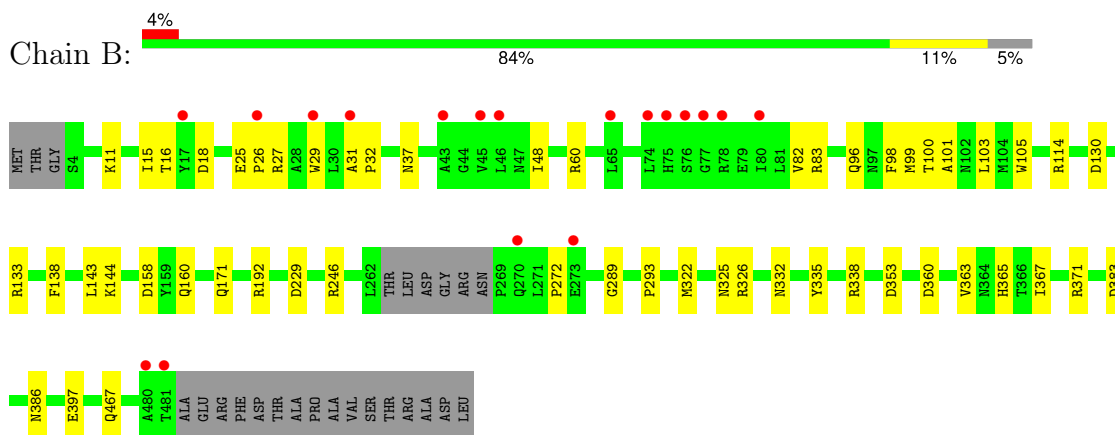 4%
Chain B:
84% 11% 5%
MET THR GLY S4 K11 I15 T16 Y17 D18 E25 P26 R27 A28 W29 L30 A31 P32 N37 A43 G44 V45 L46 N47 I48 R60 L65 L74 H75 S76 G77 R78 E79 I80 L81 V82 R83 Q96 N97 F98 M99 T100 A101 N102 L103 M104 W105 R114 D130
R133 F138 L143 K144 D158 Y159 Q160 Q171 R192 D229 R246 L262 THR LEU ASP GLY ARG ASN P269 Q270 L271 P272 E273 G289 P293 M322 N325 R326 N332 Y335 R338 D353 D360 V363 N364 H365 T366 I367 R371 D383
N386 E397 Q467 A480 T481 ALA GLU ARG PHE ASP THR ALA PRO ALA VAL SER THR ARG ALA ASP LEU